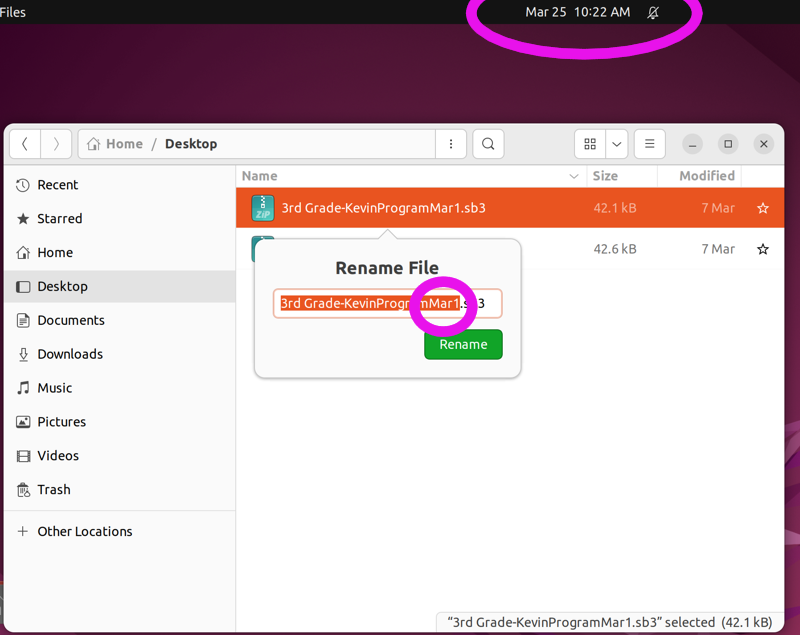 Files
Mar 25 10:22 AM
Home / Desktop
Name Size Modified
Recent
Starred
Home
Desktop
Documents
Downloads
Music
Pictures
Videos
Trash
Other Locations
ZIP 3rd Grade-KevinProgramMar1.sb3 42.1 kB 7 Mar
42.6 kB 7 Mar
Rename File
3rd Grade-KevinProgramMar1.sb3
Rename
"3rd Grade-KevinProgramMar1.sb3" selected (42.1 kB)